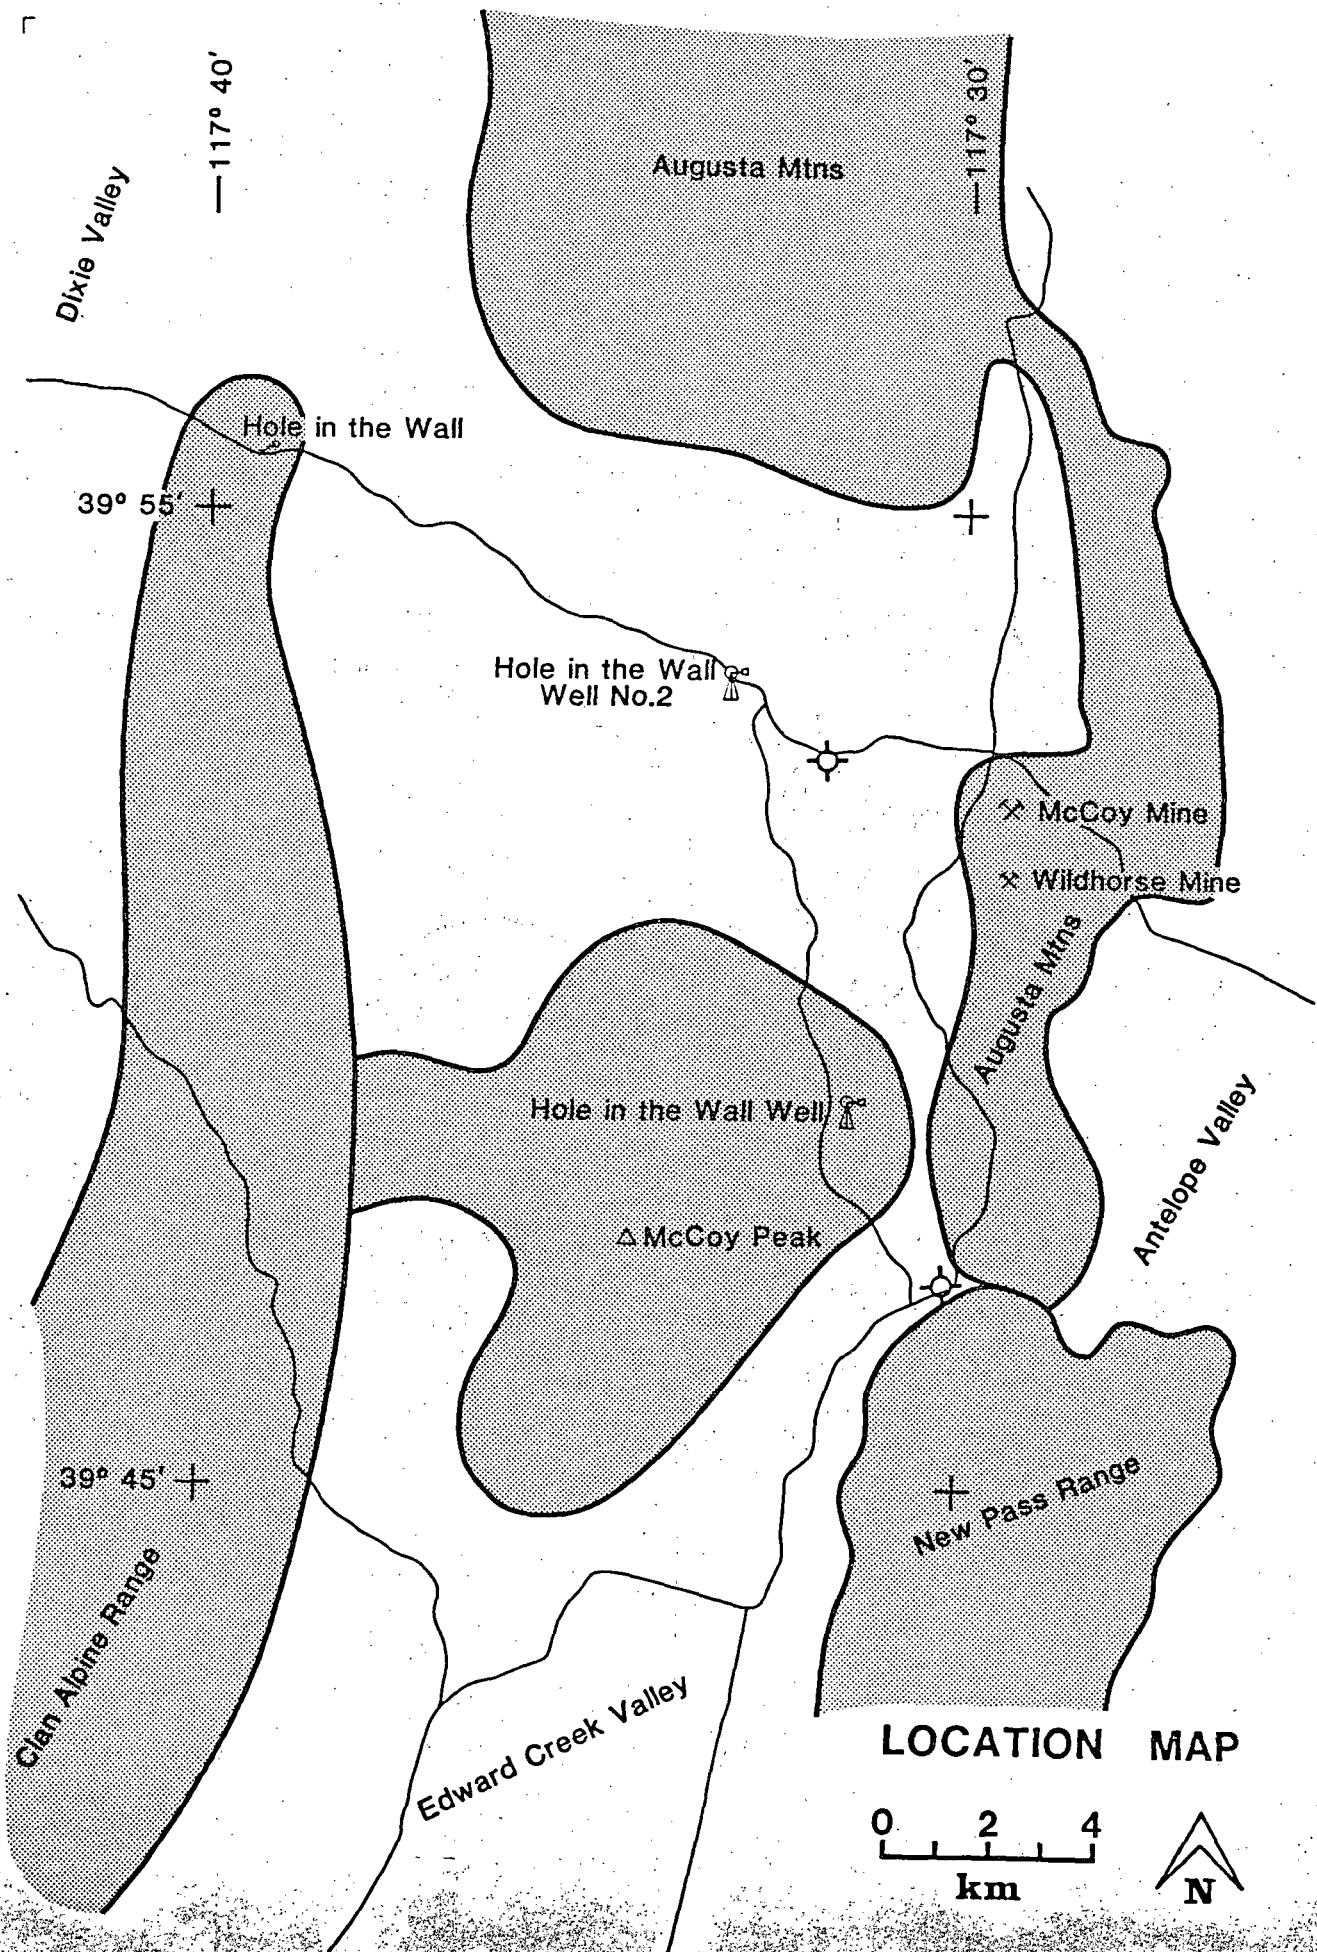 117° 40'
117° 30'
Augusta Mtns
Dixie Valley
Hole in the Wall
39° 55'
Hole in the Wall
Well No.2
McCoy Mine
Wildhorse Mine
Augusta Mtns
Hole in the Wall Well
Antelope Valley
McCoy Peak
39° 45'
New Pass Range
Clan Alpine Range
Edward Creek Valley
LOCATION MAP
0 2 4
km
N